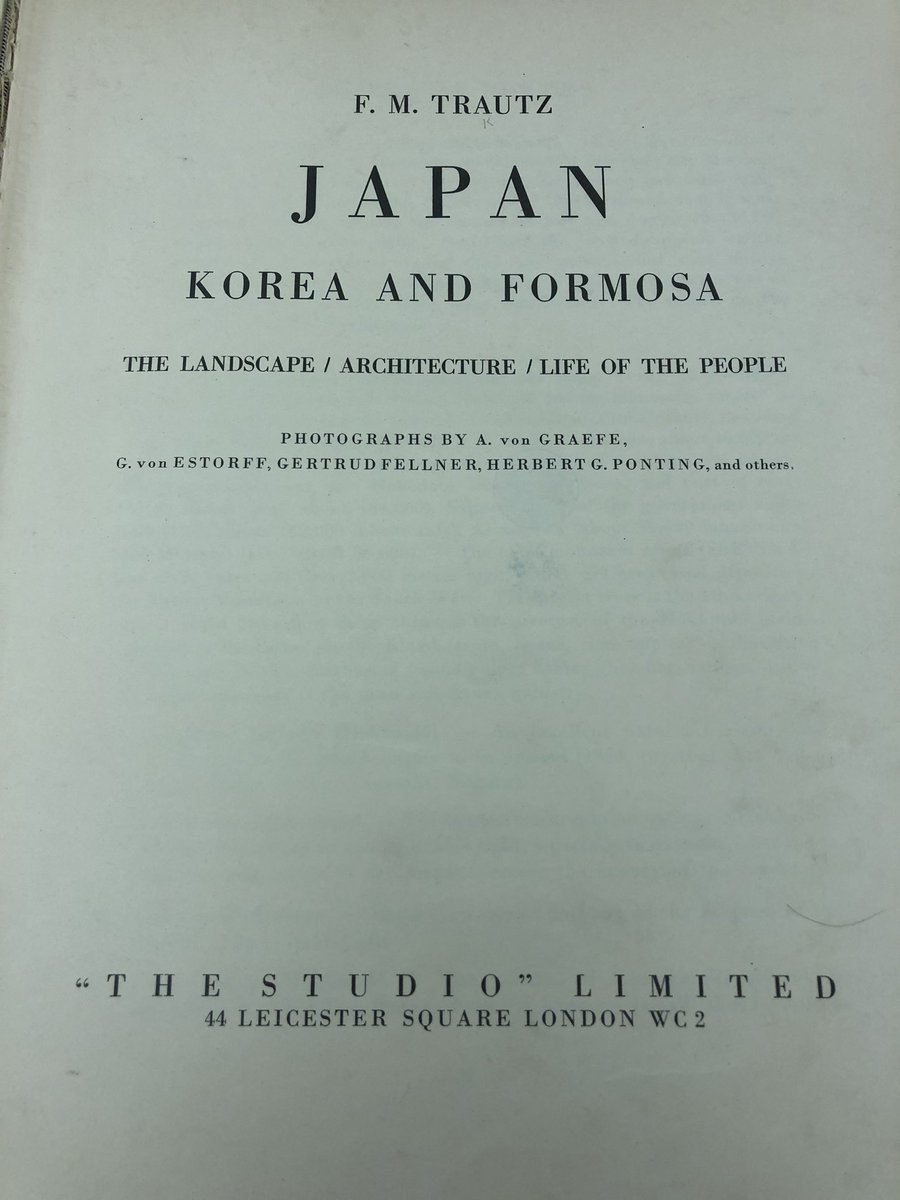 F. M. TRAUTZ
JAPAN
KOREA AND FORMOSA
THE LANDSCAPE / ARCHITECTURE / LIFE OF THE PEOPLE
PHOTOGRAPHS BY A. von GRAEFE,
G. von ESTORFF, GERTRUD FELLNER, HERBERT G. PONTING, and others.
“THE STUDIO” LIMITED
44 LEICESTER SQUARE LONDON WC 2